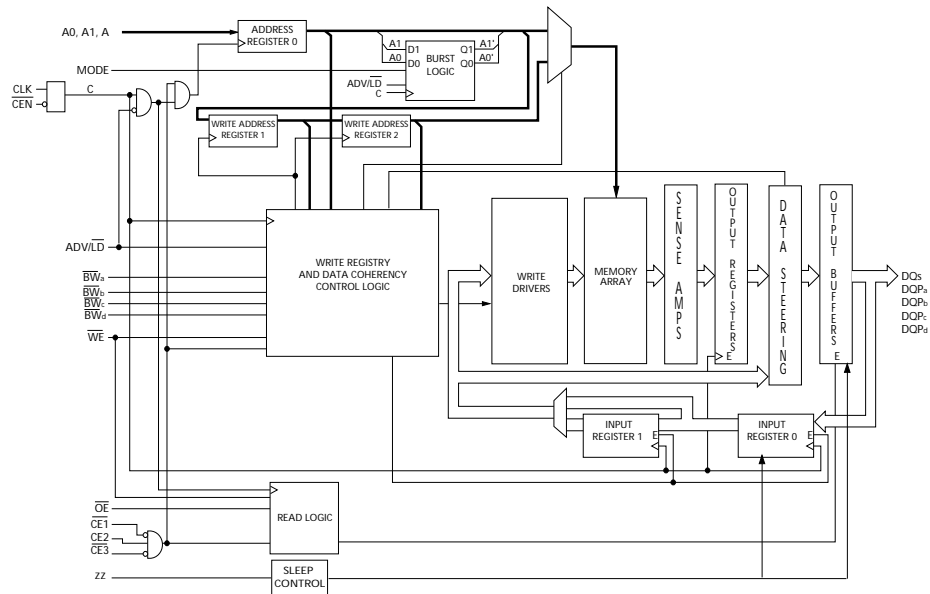 A0, A1, A
ADDRESS
REGISTER 0
MODE
A1
A0
D1
D0
BURST
LOGIC
Q1
Q0
A1'
A0'
ADV/LD
C
CLK
CEN
C
WRITE ADDRESS
REGISTER 1
WRITE ADDRESS
REGISTER 2
ADV/LD
BWa
BWb
BWc
BWd
WE
WRITE REGISTRY
AND DATA COHERENCY
CONTROL LOGIC
WRITE
DRIVERS
MEMORY
ARRAY
SENSE AMPS
OUTPUT REGISTERS
E
DATA STEERING
OUTPUT BUFFERS
E
DQs
DQPa
DQPb
DQPc
DQPd
INPUT
REGISTER 1
E
INPUT
REGISTER 0
E
OE
CE1
CE2
CE3
READ LOGIC
ZZ
SLEEP
CONTROL